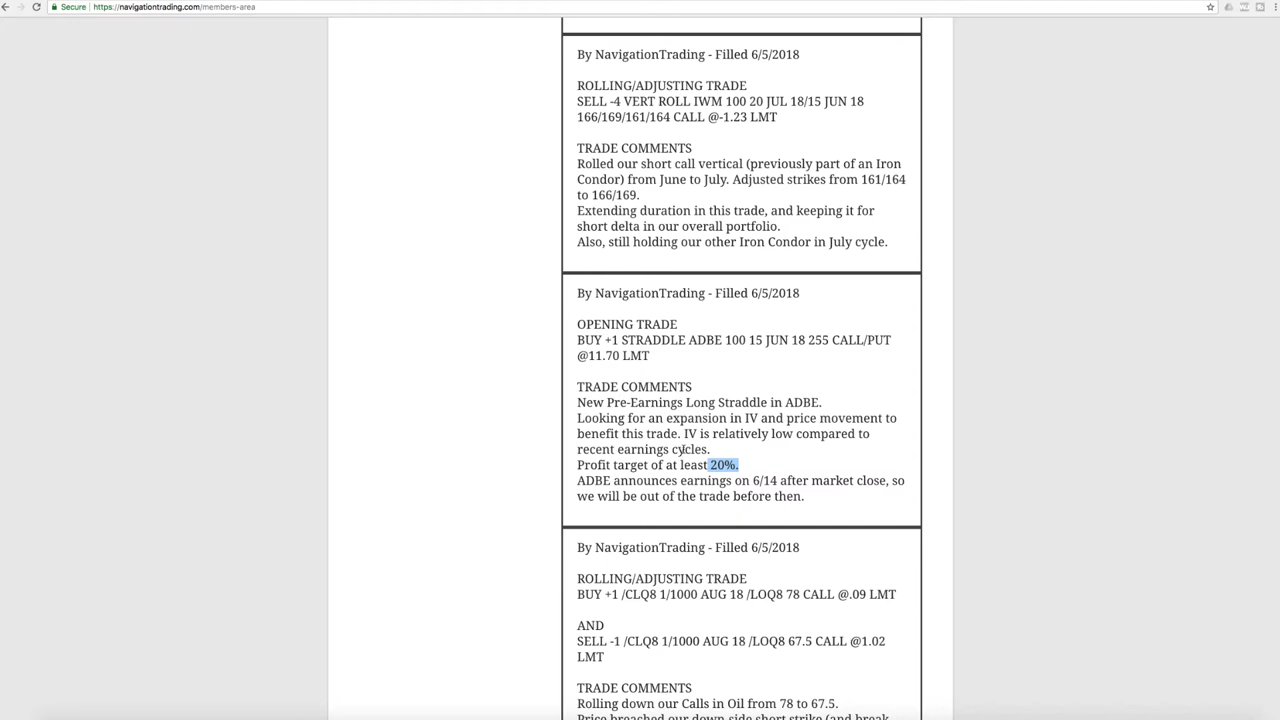 Secure | https://navigationtrading.com/members-area
By NavigationTrading - Filled 6/5/2018
ROLLING/ADJUSTING TRADE
SELL -4 VERT ROLL IWM 100 20 JUL 18/15 JUN 18
166/169/161/164 CALL @-1.23 LMT
TRADE COMMENTS
Rolled our short call vertical (previously part of an Iron
Condor) from June to July. Adjusted strikes from 161/164
to 166/169.
Extending duration in this trade, and keeping it for
short delta in our overall portfolio.
Also, still holding our other Iron Condor in July cycle.
By NavigationTrading - Filled 6/5/2018
OPENING TRADE
BUY +1 STRADDLE ADBE 100 15 JUN 18 255 CALL/PUT
@11.70 LMT
TRADE COMMENTS
New Pre-Earnings Long Straddle in ADBE.
Looking for an expansion in IV and price movement to
benefit this trade. IV is relatively low compared to
recent earnings cycles.
Profit target of at least 20%.
ADBE announces earnings on 6/14 after market close, so
we will be out of the trade before then.
By NavigationTrading - Filled 6/5/2018
ROLLING/ADJUSTING TRADE
BUY +1 /CLQ8 1/1000 AUG 18 /LOQ8 78 CALL @.09 LMT
AND
SELL -1 /CLQ8 1/1000 AUG 18 /LOQ8 67.5 CALL @1.02
LMT
TRADE COMMENTS
Rolling down our Calls in Oil from 78 to 67.5.
Price breached our down side short strike (and break